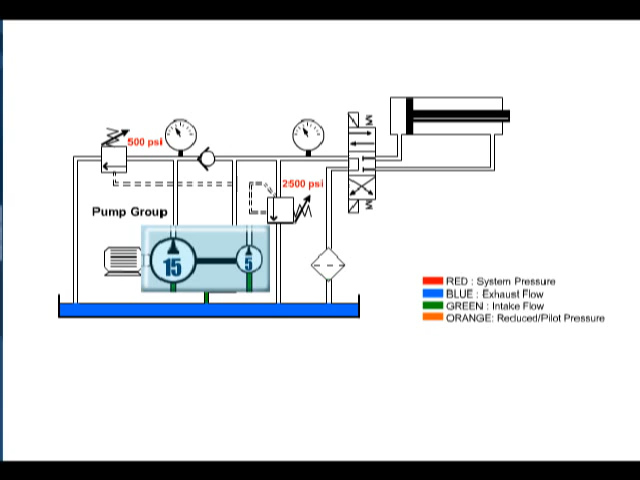 500 psi
2500 psi
Pump Group
15
5
RED : System Pressure
BLUE : Exhaust Flow
GREEN : Intake Flow
ORANGE: Reduced/Pilot Pressure